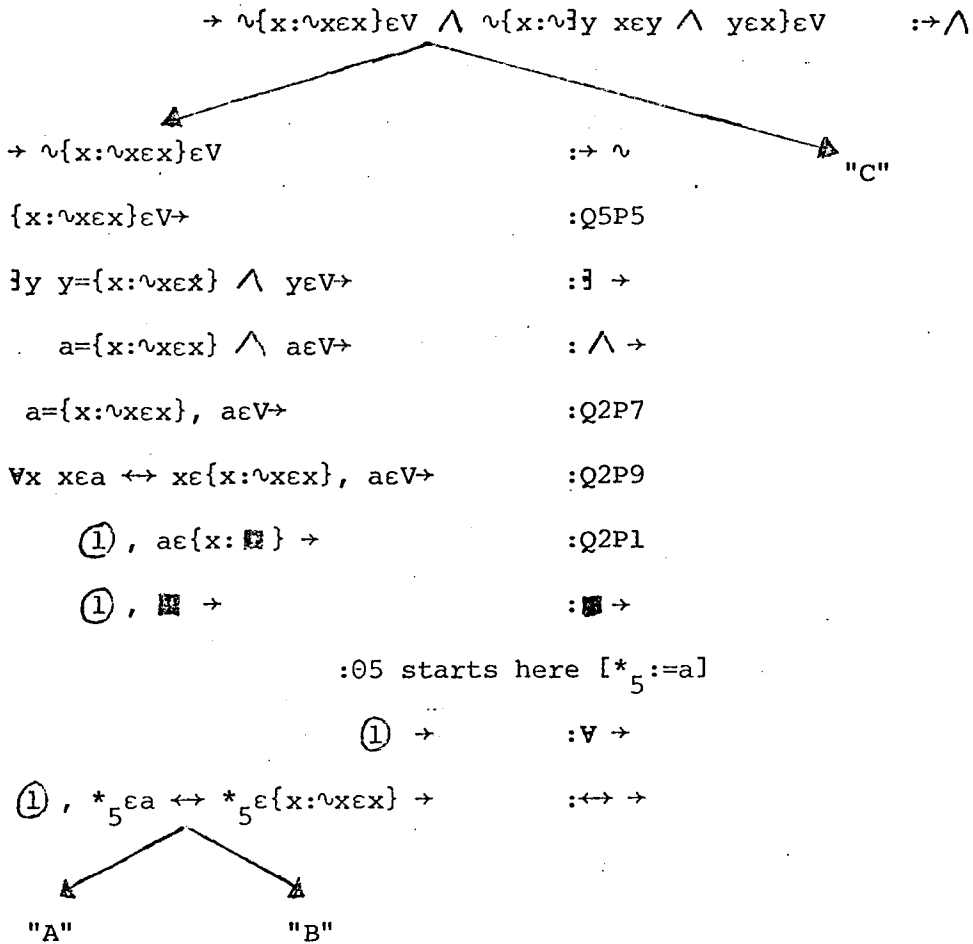 → ∿{x:∿xεx}εV ⋀ ∿{x:∿∃y xεy ⋀ yεx}εV :→⋀
→ ∿{x:∿xεx}εV :→ ∿
"C"
{x:∿xεx}εV→ :Q5P5
∃y y={x:∿xεx} ⋀ yεV→ :∃ →
a={x:∿xεx} ⋀ aεV→ :⋀ →
a={x:∿xεx}, aεV→ :Q2P7
∀x xεa ↔ xε{x:∿xεx}, aεV→ :Q2P9
①, aε{x: } → :Q2P1
①, → : →
:05 starts here [*₅:=a]
① → :∀ →
①, *₅εa ↔ *₅ε{x:∿xεx} → :↔ →
"A" "B"